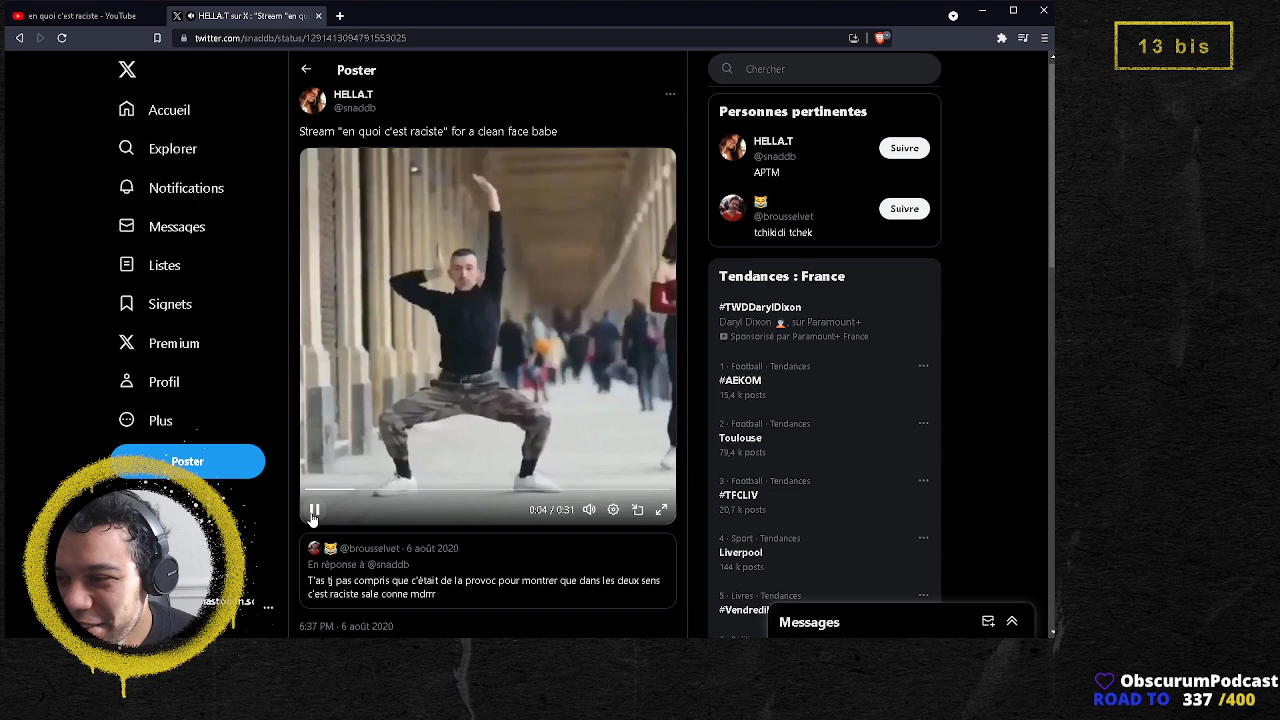 en quoi c'est raciste - YouTube
HELLA.T sur X : "Stream "en qu
twitter.com/snaddb/status/1291413094791553025
13 bis
Accueil
Explorer
Notifications
Messages
Listes
Signets
Premium
Profil
Plus
Poster
Poster
HELLA.T
@snaddb
Stream "en quoi c'est raciste" for a clean face babe
0:04 / 0:31
@brousselvet · 6 août 2020
En réponse à @snaddb
T'as tj pas compris que c'était de la provoc pour montrer que dans les deux sens
c'est raciste sale conne mdrrr
6:37 PM · 6 août 2020
Chercher
Personnes pertinentes
HELLA.T
@snaddb
Suivre
APTM
@brousselvet
Suivre
tchikidi tchek
Tendances : France
#TWDDarylDixon
Daryl Dixon, sur Paramount+
Sponsorisé par Paramount+ France
1 · Football · Tendances
#AEKOM
15,4 k posts
2 · Football · Tendances
Toulouse
79,4 k posts
3 · Football · Tendances
#TFCLIV
20,7 k posts
4 · Sport · Tendances
Liverpool
144 k posts
5 · Livres · Tendances
#Vendredi
Messages
ObscurumPodcast
ROAD TO 337 /400